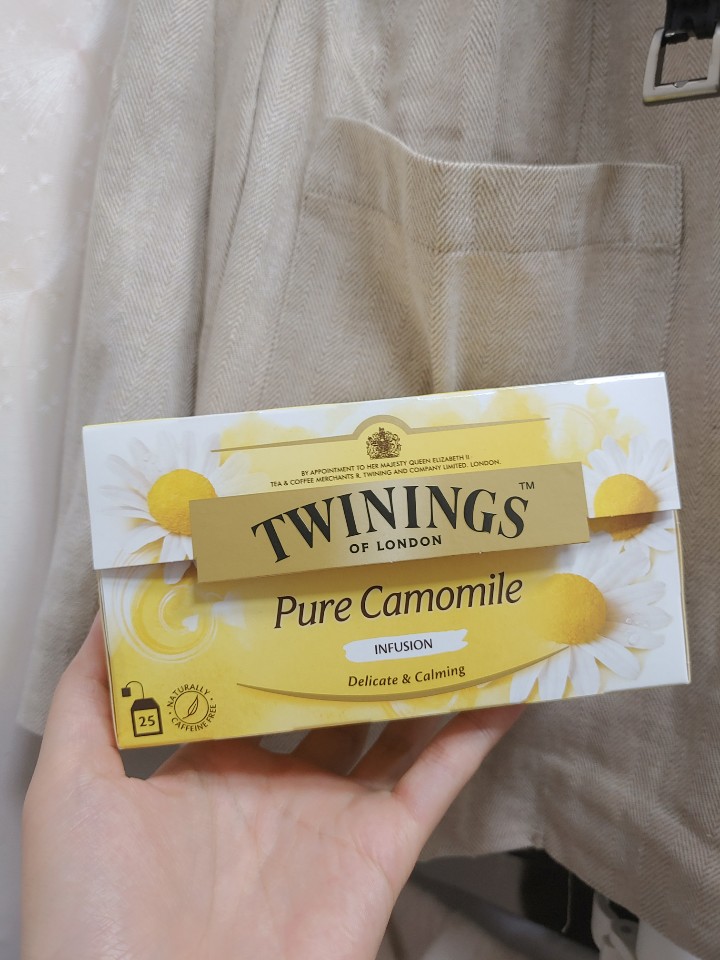 BY APPOINTMENT TO HER MAJESTY QUEEN ELIZABETH II
TEA & COFFEE MERCHANTS R. TWINING AND COMPANY LIMITED. LONDON.
TWININGS™
OF LONDON
Pure Camomile
INFUSION
Delicate & Calming
25
NATURALLY
CAFFEINE FREE